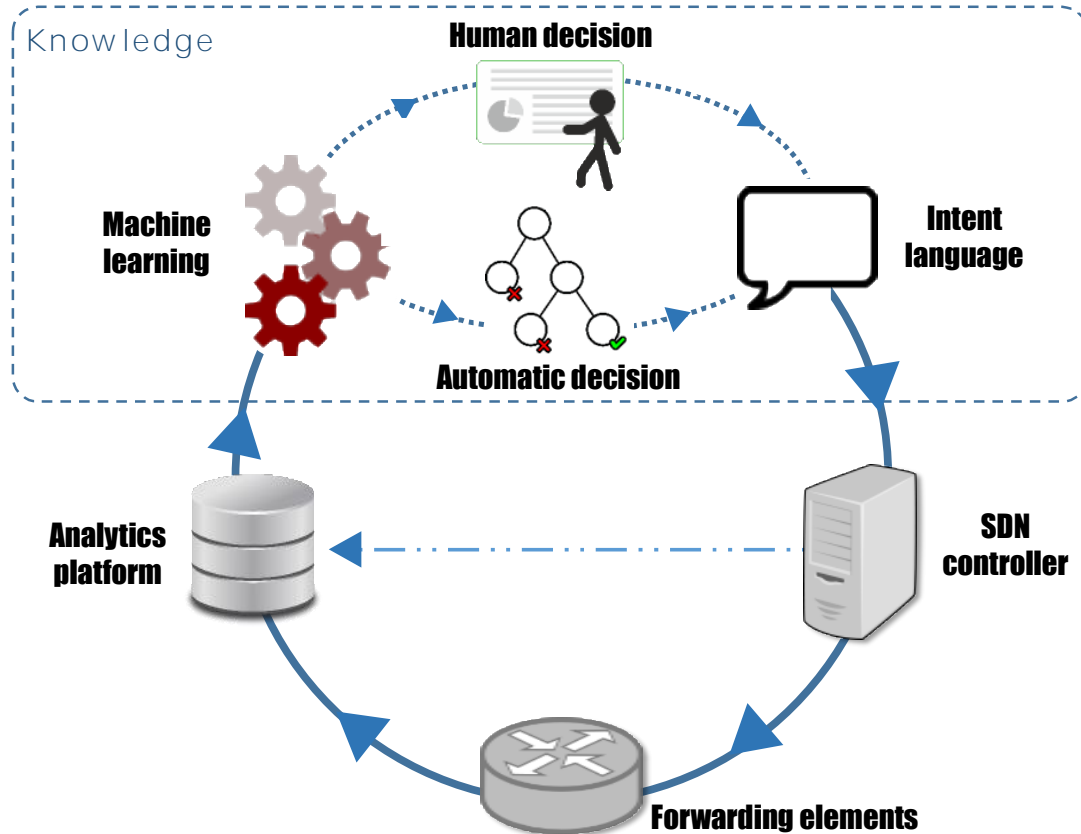 Knowledge
Human decision
Machine
learning
Intent
language
Automatic decision
Analytics
platform
SDN
controller
Forwarding elements